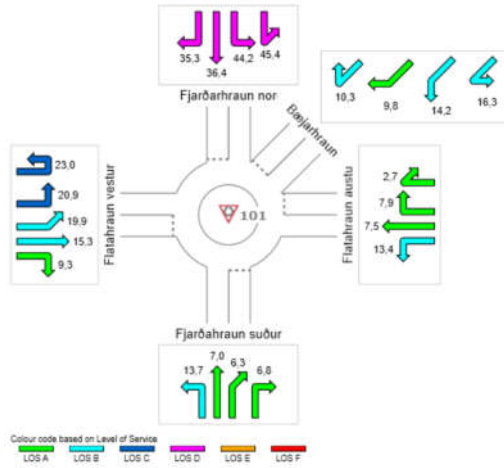 35,3 36,4 44,2 45,4
Fjarðarhraun nor
Bæjarhraun
10,3 9,8 14,2 16,3
23,0
20,9
19,9
15,3
9,3
Flatahraun vestur
101
Flatahraun austu
2,7
7,9
7,5
13,4
Fjarðahraun suður
13,7 7,0 6,3 6,8
Colour code based on Level of Service
LOS A LOS B LOS C LOS D LOS E LOS F